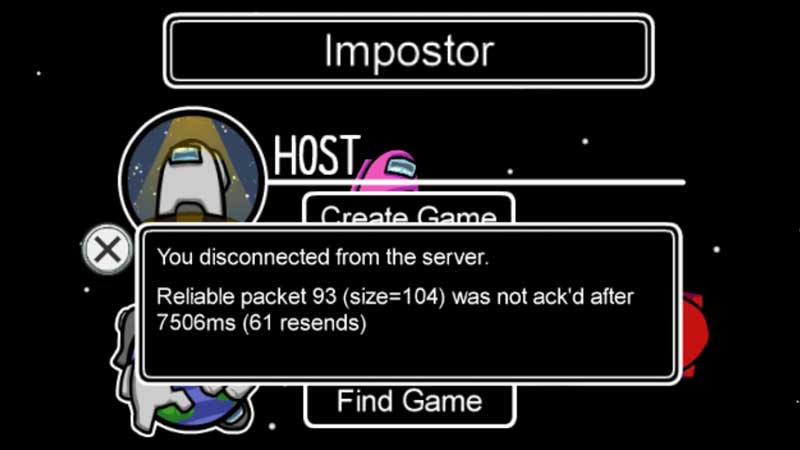 Impostor
HOST
Create Game
You disconnected from the server.
Reliable packet 93 (size=104) was not ack'd after
7506ms (61 resends)
Find Game